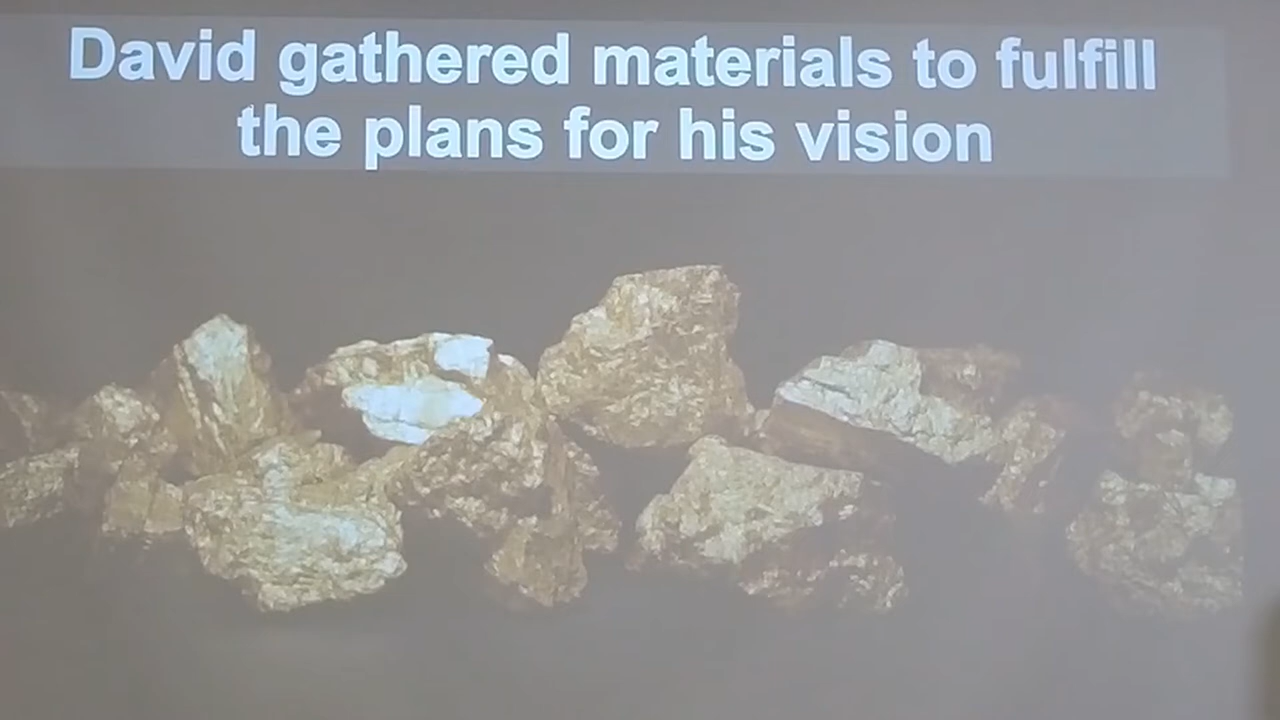 David gathered materials to fulfill
the plans for his vision